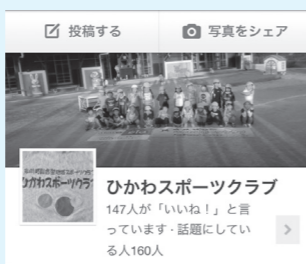 投稿する
写真をシェア
ひかわスポーツクラブ
ひかわスポーツクラブ
147人が「いいね！」と言
っています · 話題にしてい
る人160人